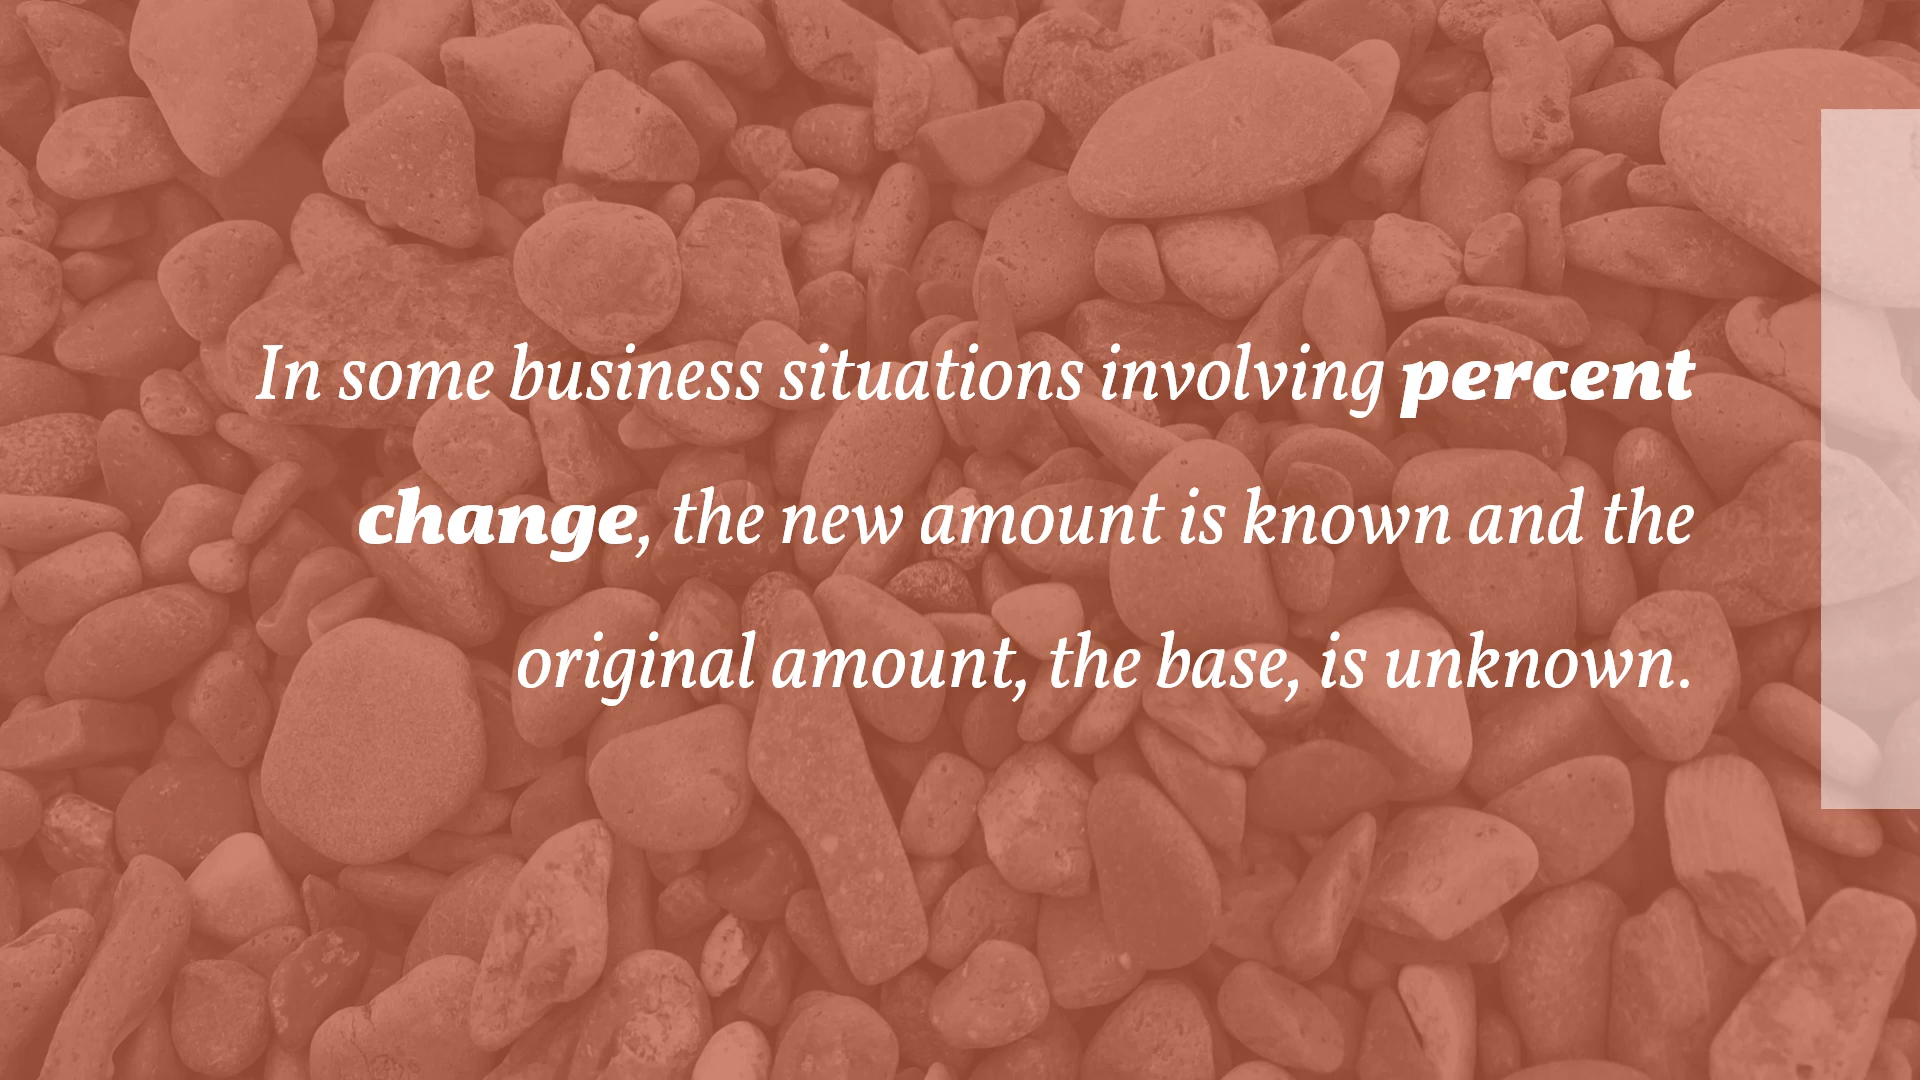 In some business situations involving percent
change, the new amount is known and the
original amount, the base, is unknown.